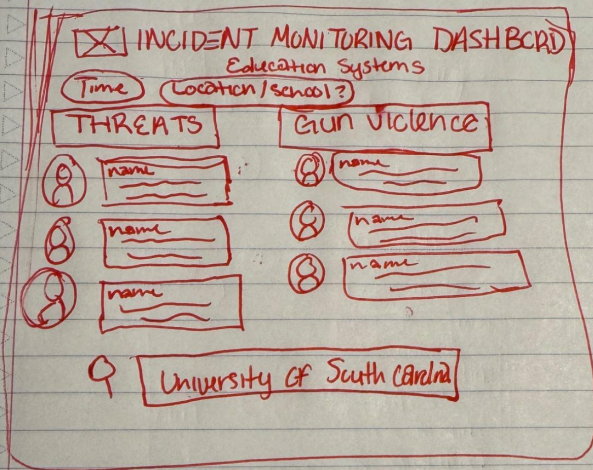 INCIDENT MONITORING DASHBORD
Education Systems
Time
Location/school?
THREATS
Gun Violence
name
name
name
name
name
name
University of South Carolina